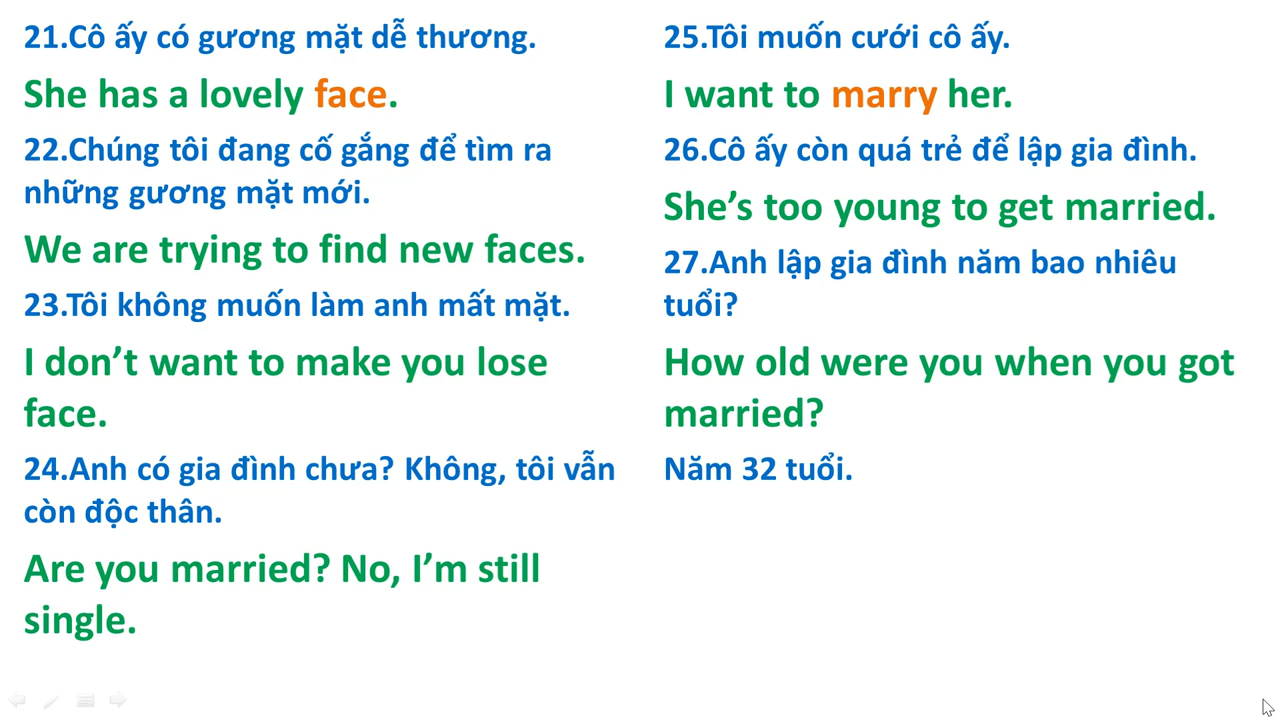 21.Cô ấy có gương mặt dễ thương.
She has a lovely face.
22.Chúng tôi đang cố gắng để tìm ra
những gương mặt mới.
We are trying to find new faces.
23.Tôi không muốn làm anh mất mặt.
I don’t want to make you lose
face.
24.Anh có gia đình chưa? Không, tôi vẫn
còn độc thân.
Are you married? No, I’m still
single.
25.Tôi muốn cưới cô ấy.
I want to marry her.
26.Cô ấy còn quá trẻ để lập gia đình.
She’s too young to get married.
27.Anh lập gia đình năm bao nhiêu
tuổi?
How old were you when you got
married?
Năm 32 tuổi.